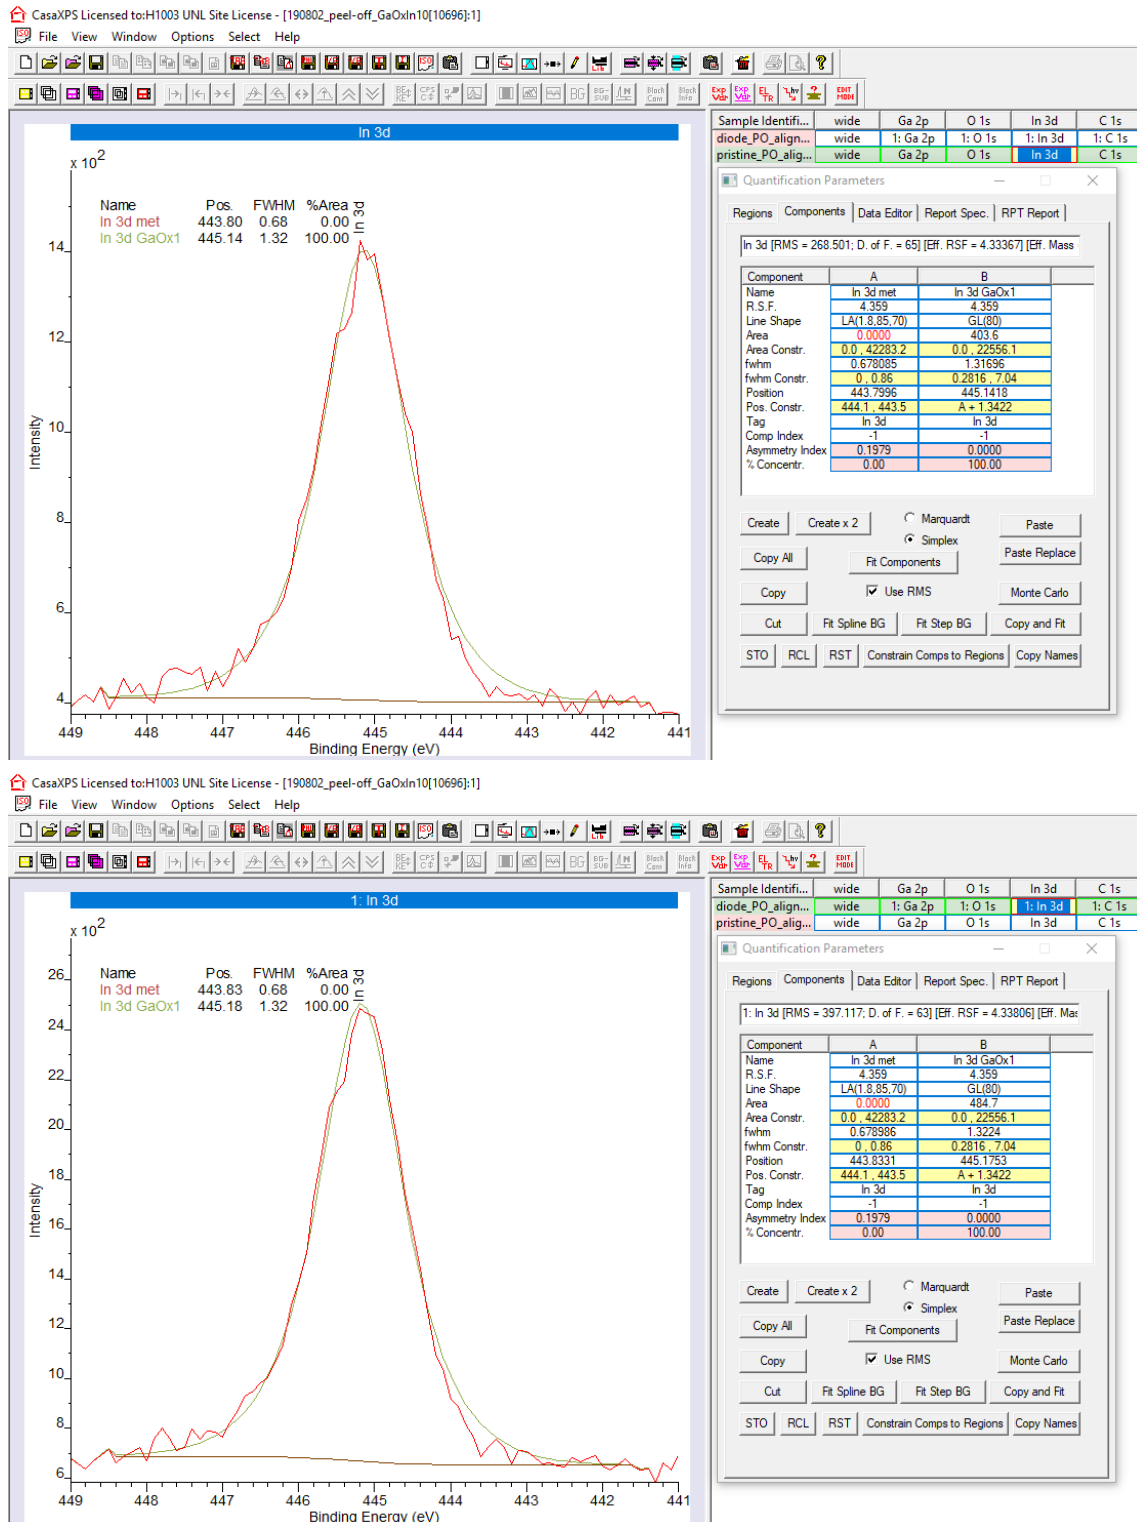 CasaXPS Licensed to:H1003 UNL Site License - [190802_peel-off_GaOxIn10[10696]:1]
File View Window Options Select Help
In 3d
x 10²
Name Pos. FWHM %Area
In 3d met 443.80 0.68 0.00
In 3d GaOx1 445.14 1.32 100.00
In 3d
14
12
10
8
6
4
Intensity
449 448 447 446 445 444 443 442 441
Binding Energy (eV)
Sample Identifi... wide Ga 2p O 1s In 3d C 1s
diode_PO_align... wide 1: Ga 2p 1: O 1s 1: In 3d 1: C 1s
pristine_PO_alig... wide Ga 2p O 1s In 3d C 1s
Quantification Parameters
Regions Components Data Editor Report Spec. RPT Report
In 3d [RMS = 268.501; D. of F. = 65] [Eff. RSF = 4.33367] [Eff. Mass
Component A B
Name In 3d met In 3d GaOx1
R.S.F. 4.359 4.359
Line Shape LA(1.8,85,70) GL(80)
Area 0.0000 403.6
Area Constr. 0.0 , 42283.2 0.0 , 22556.1
fwhm 0.678085 1.31696
fwhm Constr. 0 , 0.86 0.2816 , 7.04
Position 443.7996 445.1418
Pos. Constr. 444.1 , 443.5 A + 1.3422
Tag In 3d In 3d
Comp Index -1 -1
Asymmetry Index 0.1979 0.0000
% Concentr. 0.00 100.00
Create Create x 2 Marquardt Paste
Simplex
Copy All Fit Components Paste Replace
Copy Use RMS Monte Carlo
Cut Fit Spline BG Fit Step BG Copy and Fit
STO RCL RST Constrain Comps to Regions Copy Names
CasaXPS Licensed to:H1003 UNL Site License - [190802_peel-off_GaOxIn10[10696]:1]
File View Window Options Select Help
1: In 3d
x 10²
Name Pos. FWHM %Area
In 3d met 443.83 0.68 0.00
In 3d GaOx1 445.18 1.32 100.00
In 3d
26
24
22
20
18
16
14
12
10
8
6
Intensity
449 448 447 446 445 444 443 442 441
Binding Energy (eV)
Sample Identifi... wide Ga 2p O 1s In 3d C 1s
diode_PO_align... wide 1: Ga 2p 1: O 1s 1: In 3d 1: C 1s
pristine_PO_alig... wide Ga 2p O 1s In 3d C 1s
Quantification Parameters
Regions Components Data Editor Report Spec. RPT Report
1: In 3d [RMS = 397.117; D. of F. = 63] [Eff. RSF = 4.33806] [Eff. Mas
Component A B
Name In 3d met In 3d GaOx1
R.S.F. 4.359 4.359
Line Shape LA(1.8,85,70) GL(80)
Area 0.0000 484.7
Area Constr. 0.0 , 42283.2 0.0 , 22556.1
fwhm 0.678986 1.3224
fwhm Constr. 0 , 0.86 0.2816 , 7.04
Position 443.8331 445.1753
Pos. Constr. 444.1 , 443.5 A + 1.3422
Tag In 3d In 3d
Comp Index -1 -1
Asymmetry Index 0.1979 0.0000
% Concentr. 0.00 100.00
Create Create x 2 Marquardt Paste
Simplex
Copy All Fit Components Paste Replace
Copy Use RMS Monte Carlo
Cut Fit Spline BG Fit Step BG Copy and Fit
STO RCL RST Constrain Comps to Regions Copy Names